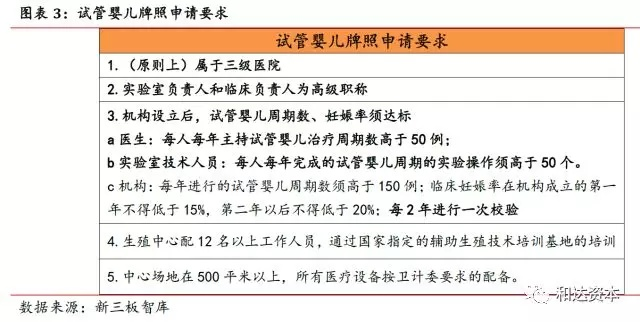 图表 3：试管婴儿牌照申请要求
试管婴儿牌照申请要求
1. （原则上）属于三级医院
2. 实验室负责人和临床负责人为高级职称
3. 机构设立后，试管婴儿周期数、妊娠率须达标
a 医生：每人每年主持试管婴儿治疗周期数高于 50 例；
b 实验室技术人员：每人每年完成的试管婴儿周期的实验操作须高于 50 个。
c 机构：每年进行的试管婴儿周期数须高于 150 例；临床妊娠率在机构成立的第一
年不得低于 15%，第二年以后不得低于 20%；每 2 年进行一次校验
4. 生殖中心配 12 名以上工作人员，通过国家指定的辅助生殖技术培训基地的培训
5. 中心场地在 500 平米以上，所有医疗设备按卫计委要求的配备。
数据来源：新三板智库
和达资本